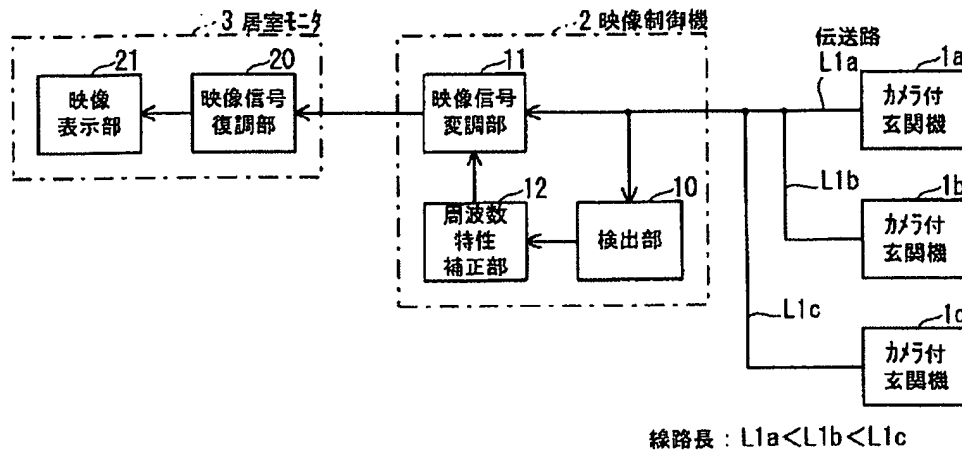 3 居室モニタ
2 映像制御機
伝送路
L1a
1a
カメラ付
玄関機
21
映像
表示部
20
映像信号
復調部
11
映像信号
変調部
12
周波数
特性
補正部
10
検出部
L1b
1b
カメラ付
玄関機
L1c
1c
カメラ付
玄関機
線路長 : L1a<L1b<L1c